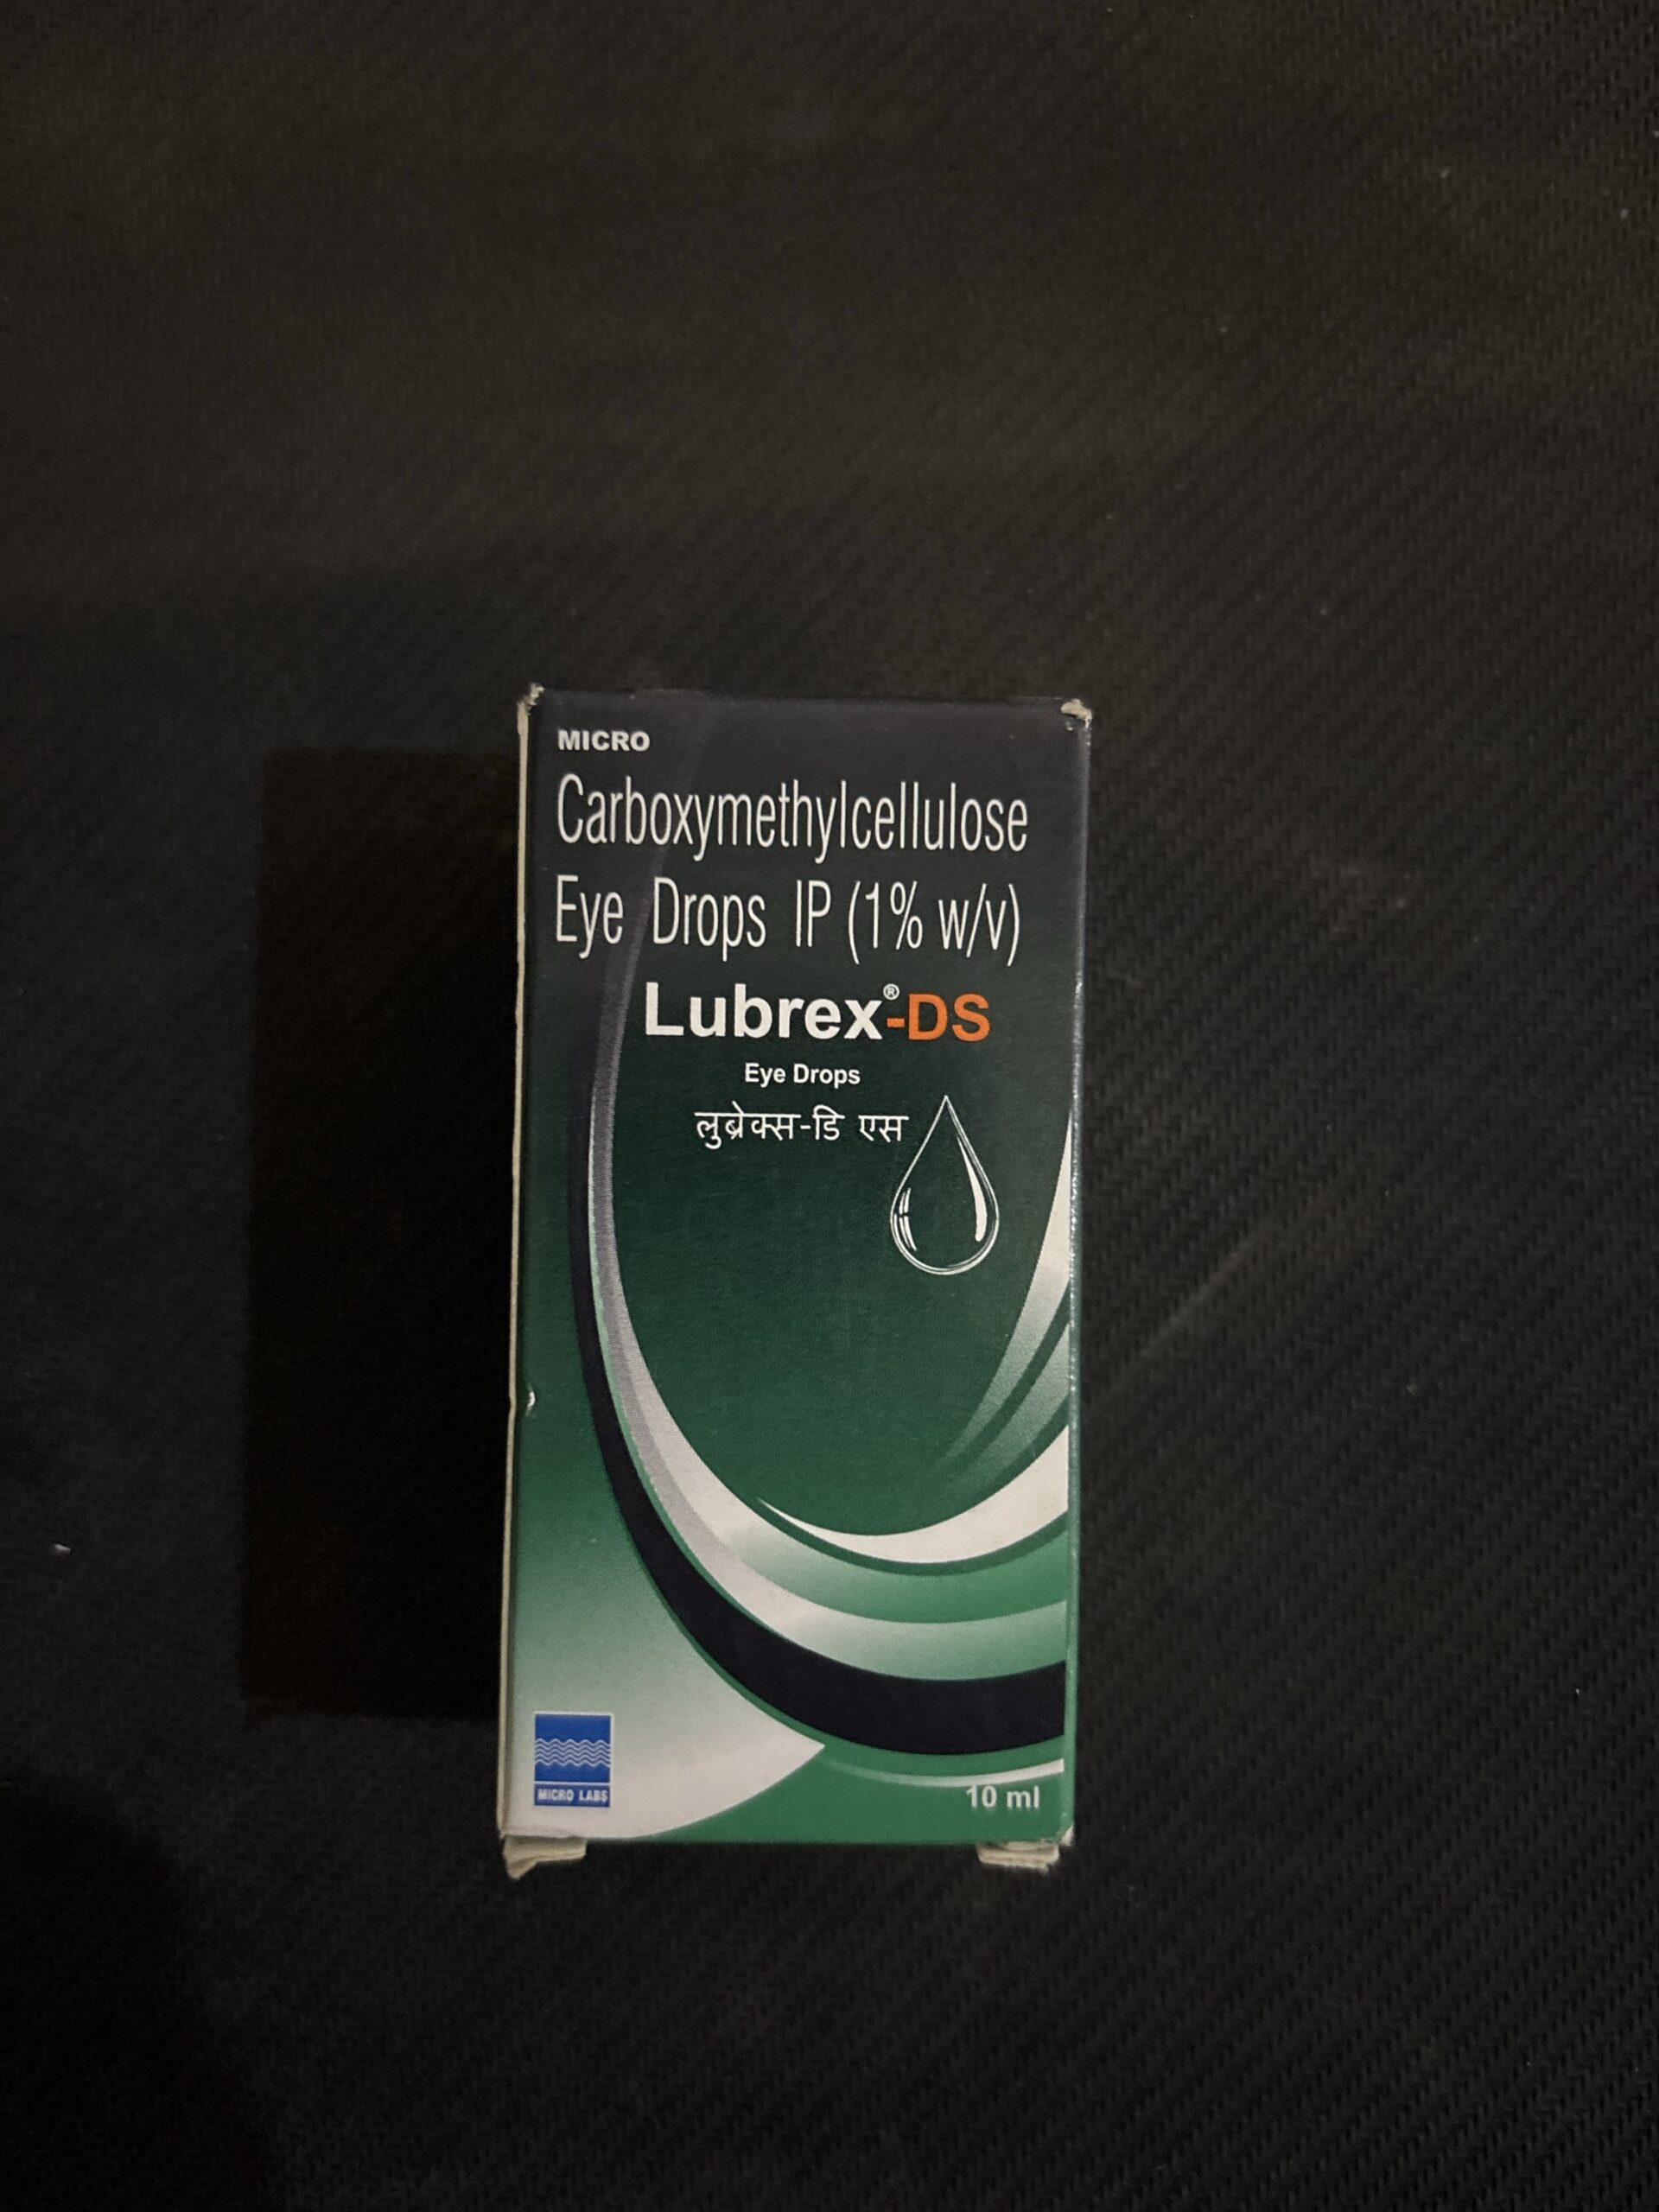 MICRO
Carboxymethylcellulose
Eye Drops IP (1% w/v)
Lubrex®-DS
Eye Drops
लुब्रेक्स-डि एस
MICRO LABS
10 ml